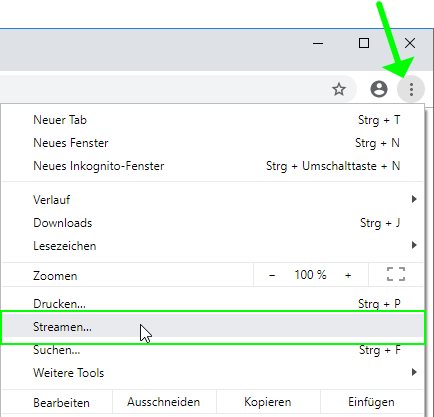 Neuer Tab Strg + T
Neues Fenster Strg + N
Neues Inkognito-Fenster Strg + Umschalttaste + N
Verlauf
Downloads Strg + J
Lesezeichen
Zoomen − 100 % +
Drucken... Strg + P
Streamen...
Suchen... Strg + F
Weitere Tools
Bearbeiten Ausschneiden Kopieren Einfügen